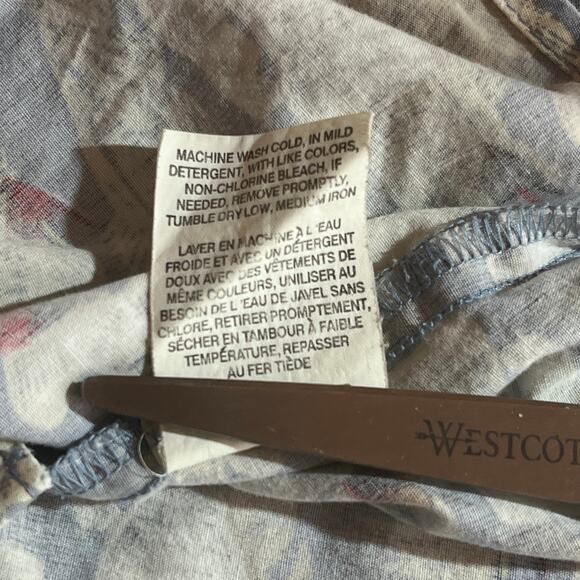 MACHINE WASH COLD, IN MILD
DETERGENT, WITH LIKE COLORS,
NON-CHLORINE BLEACH, IF
NEEDED, REMOVE PROMPTLY,
TUMBLE DRY LOW, MEDIUM IRON
LAVER EN MACHINE À L'EAU
FROIDE ET AVEC UN DÉTERGENT
DOUX AVEC DES VÊTEMENTS DE
MÊME COULEURS, UNILISER AU
BESOIN DE L'EAU DE JAVEL SANS
CHLORE, RETIRER PROMPTEMENT,
SÉCHER EN TAMBOUR À FAIBLE
TEMPÉRATURE, REPASSER
AU FER TIÈDE
WESTCOT